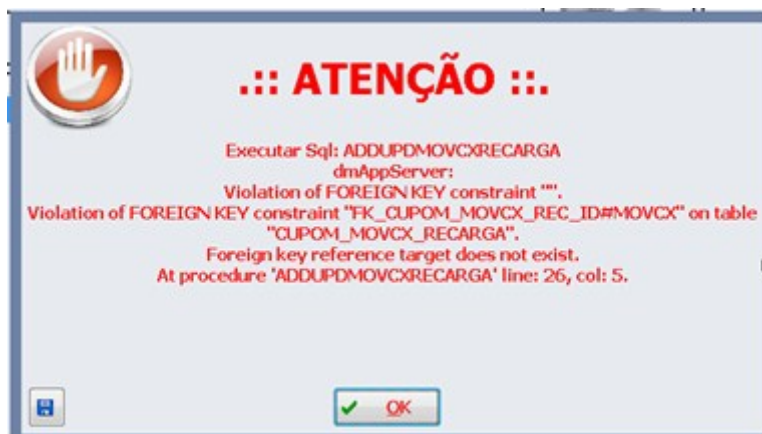 .:: ATENÇÃO ::.
Executar Sql: ADDUPDMOVCXRECARGA
dmAppServer:
Violation of FOREIGN KEY constraint "".
Violation of FOREIGN KEY constraint "FK_CUPOM_MOVCX_REC_ID#MOVCX" on table
"CUPOM_MOVCX_RECARGA".
Foreign key reference target does not exist.
At procedure 'ADDUPDMOVCXRECARGA' line: 26, col: 5.
OK